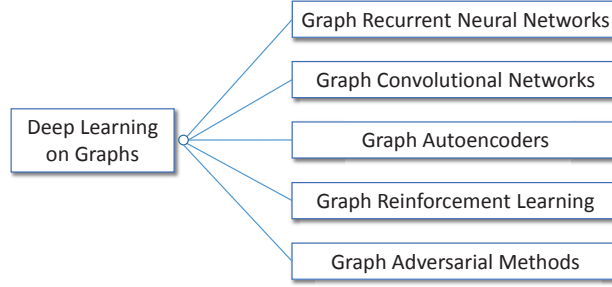 Deep Learning
on Graphs
Graph Recurrent Neural Networks
Graph Convolutional Networks
Graph Autoencoders
Graph Reinforcement Learning
Graph Adversarial Methods